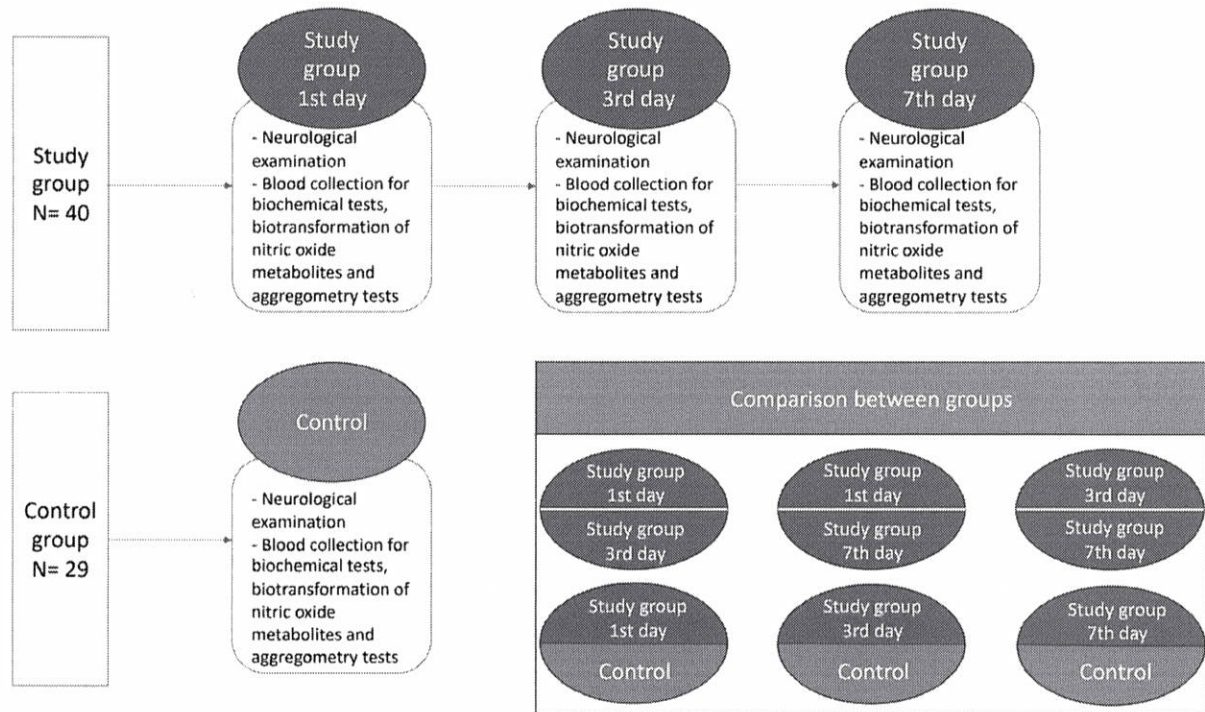 Study
group
N= 40
Study
group
1st day
- Neurological
examination
- Blood collection for
biochemical tests,
biotransformation of
nitric oxide
metabolites and
aggregometry tests
Study
group
3rd day
- Neurological
examination
- Blood collection for
biochemical tests,
biotransformation of
nitric oxide
metabolites and
aggregometry tests
Study
group
7th day
- Neurological
examination
- Blood collection for
biochemical tests,
biotransformation of
nitric oxide
metabolites and
aggregometry tests
Control
group
N= 29
Control
- Neurological
examination
- Blood collection for
biochemical tests,
biotransformation of
nitric oxide
metabolites and
aggregometry tests
Comparison between groups
Study group
1st day
Study group
3rd day
Study group
1st day
Study group
7th day
Study group
3rd day
Study group
7th day
Study group
1st day
Control
Study group
3rd day
Control
Study group
7th day
Control